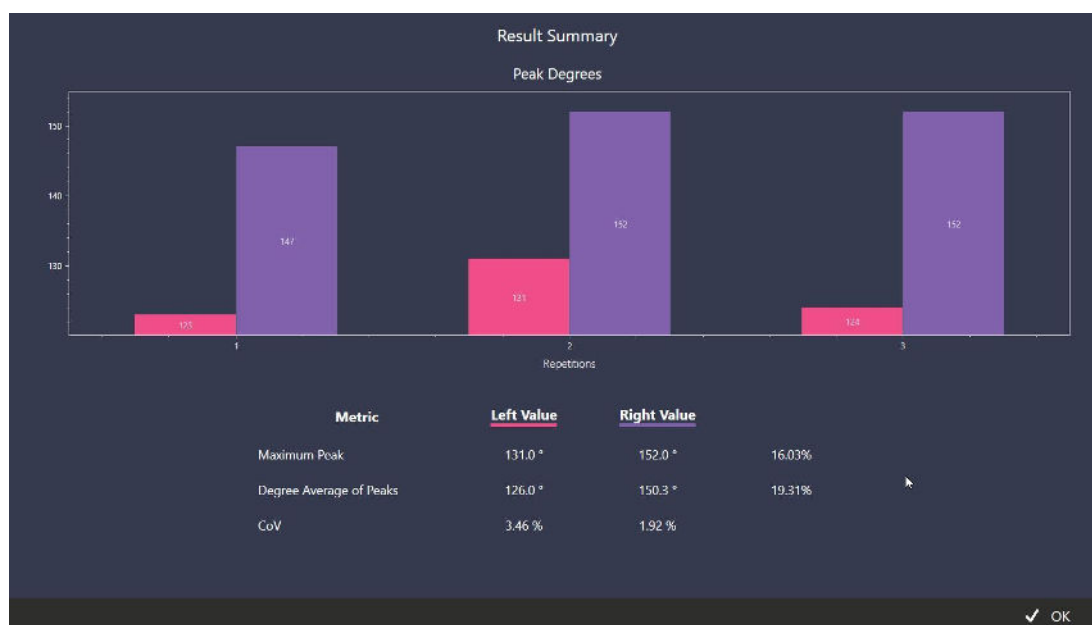 Result Summary
Peak Degrees
150
140
130
123
147
131
152
124
152
1
2
3
Repetitions
Metric Left Value Right Value
Maximum Peak 131.0 ° 152.0 ° 16.03%
Degree Average of Peaks 126.0 ° 150.3 ° 19.31%
CoV 3.46 % 1.92 %
OK